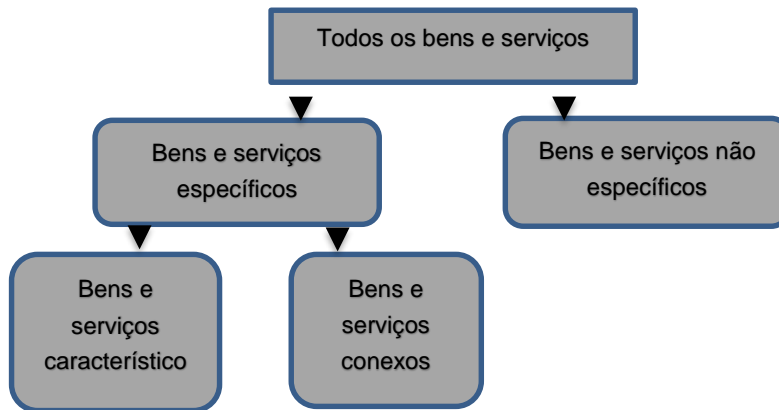 Todos os bens e serviços
Bens e serviços
específicos
Bens e serviços não
específicos
Bens e
serviços
característico
Bens e
serviços
conexos